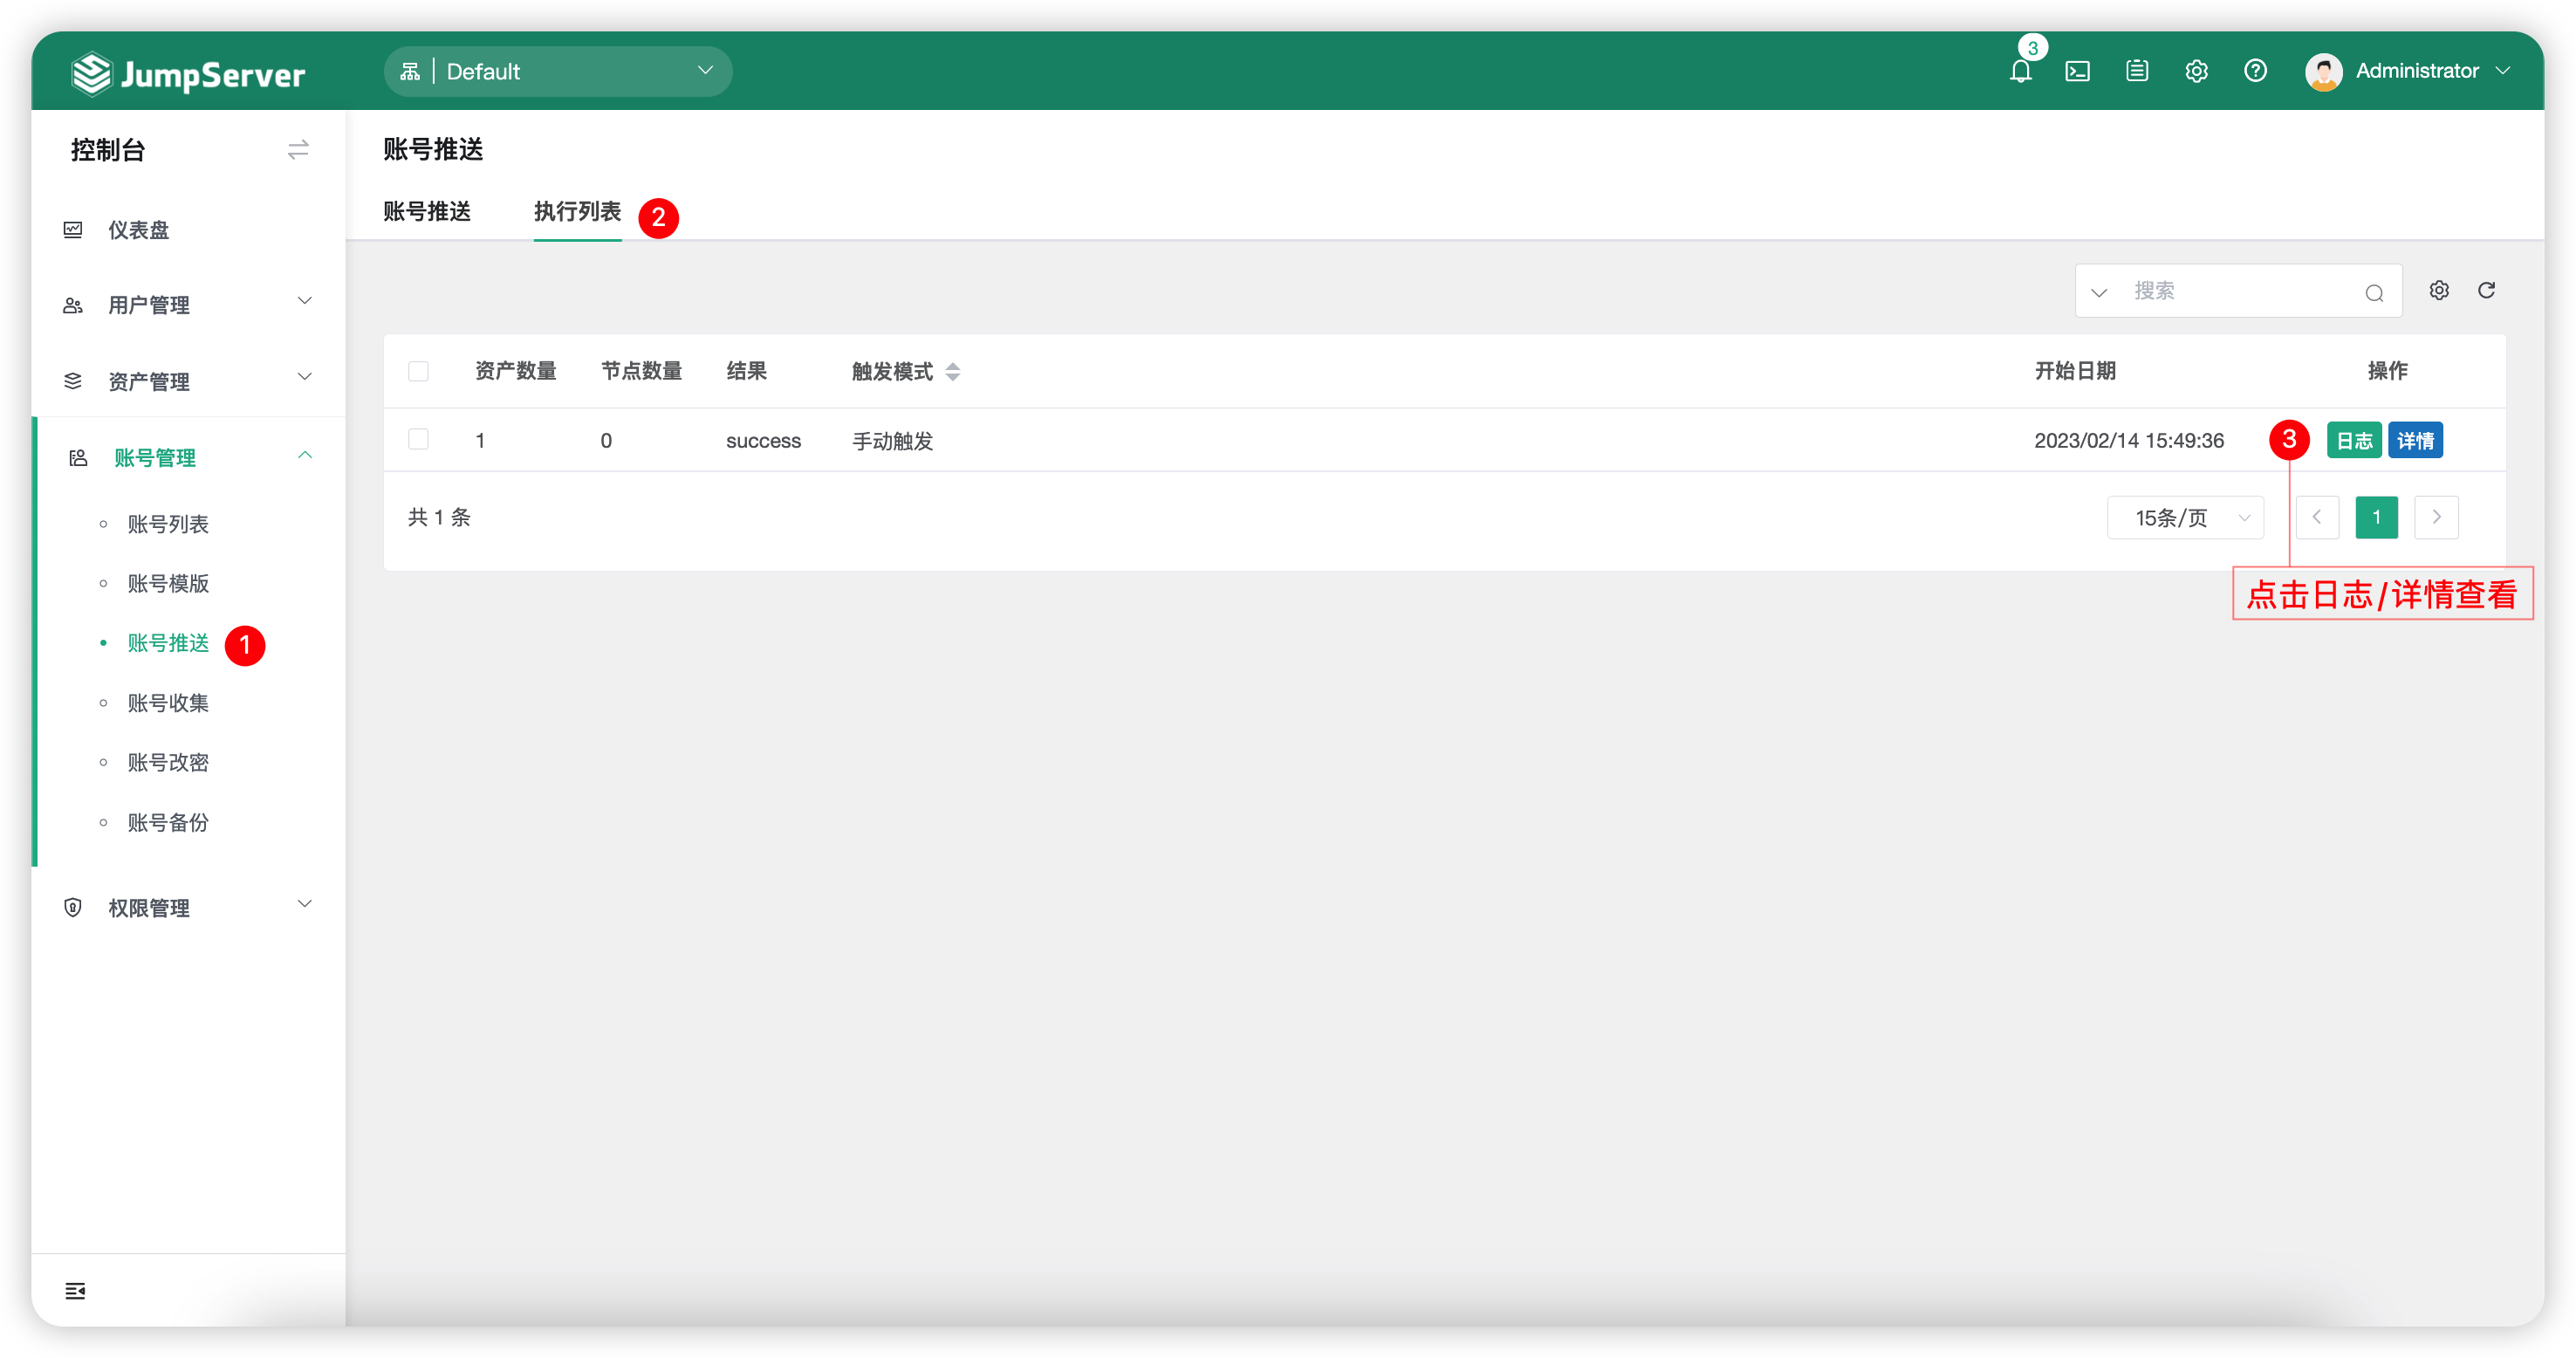 JumpServer
Default
3
Administrator
控制台
仪表盘
用户管理
资产管理
账号管理
账号列表
账号模版
账号推送 1
账号收集
账号改密
账号备份
权限管理
账号推送
账号推送 执行列表 2
搜索
资产数量 节点数量 结果 触发模式 开始日期 操作
1 0 success 手动触发 2023/02/14 15:49:36 3 日志 详情
共 1 条 15条/页 1
点击日志/详情查看